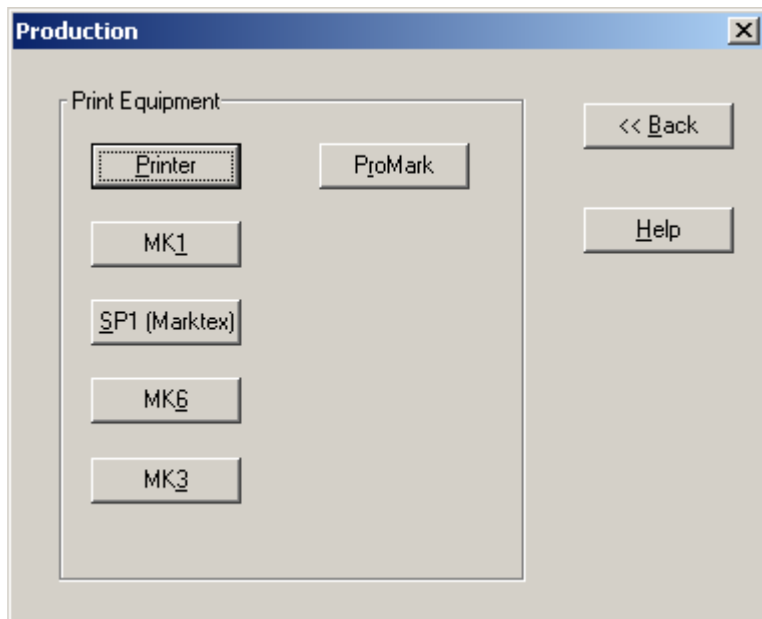 Production
Print Equipment
Printer
ProMark
<< Back
MK1
Help
SP1 (Marktex)
MK6
MK3